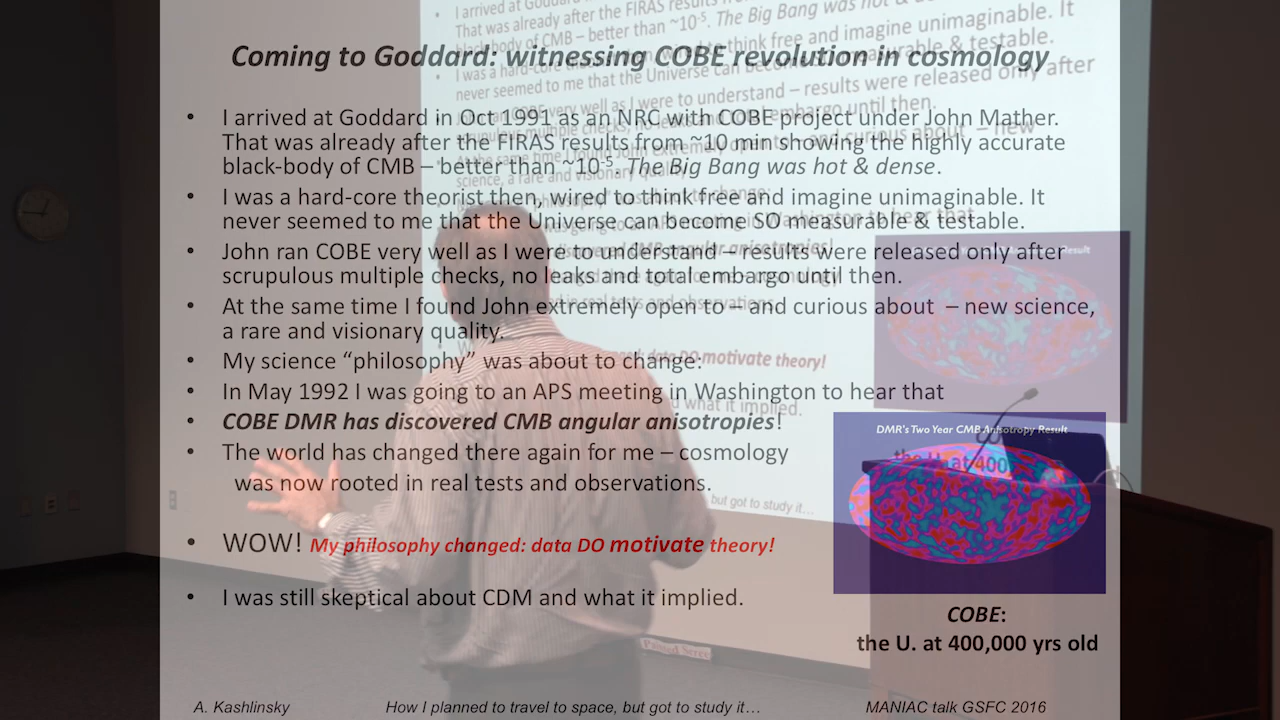 Coming to Goddard: witnessing COBE revolution in cosmology
• I arrived at Goddard in Oct 1991 as an NRC with COBE project under John Mather.
That was already after the FIRAS results from ~10 min showing the highly accurate
black-body of CMB – better than ~10-5. The Big Bang was hot & dense.
• I was a hard-core theorist then, wired to think free and imagine unimaginable. It
never seemed to me that the Universe can become SO measurable & testable.
• John ran COBE very well as I were to understand – results were released only after
scrupulous multiple checks, no leaks and total embargo until then.
• At the same time I found John extremely open to – and curious about – new science,
a rare and visionary quality.
• My science “philosophy” was about to change:
• In May 1992 I was going to an APS meeting in Washington to hear that
• COBE DMR has discovered CMB angular anisotropies!
• The world has changed there again for me – cosmology
was now rooted in real tests and observations.
• WOW! My philosophy changed: data DO motivate theory!
• I was still skeptical about CDM and what it implied.
DMR's Two Year CMB Anisotropy Result
COBE:
the U. at 400,000 yrs old
A. Kashlinsky How I planned to travel to space, but got to study it… MANIAC talk GSFC 2016